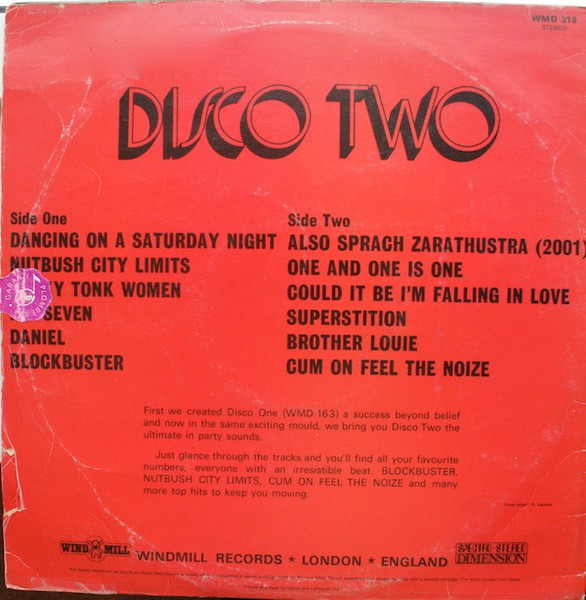 WMD 218
STEREO
DISCO TWO
Side One
DANCING ON A SATURDAY NIGHT
NUTBUSH CITY LIMITS
Y TONK WOMEN
SEVEN
DANIEL
BLOCKBUSTER
Side Two
ALSO SPRACH ZARATHUSTRA (2001)
ONE AND ONE IS ONE
COULD IT BE I'M FALLING IN LOVE
SUPERSTITION
BROTHER LOUIE
CUM ON FEEL THE NOIZE
First we created Disco One (WMD 163) a success beyond belief
and now in the same exciting mould, we bring you Disco Two the
ultimate in party sounds.
Just glance through the tracks and you'll find all your favourite
numbers, everyone with an irresistible beat. BLOCKBUSTER,
NUTBUSH CITY LIMITS, CUM ON FEEL THE NOIZE and many
more top hits to keep you moving.
WIND MILL
WINDMILL RECORDS ★ LONDON ★ ENGLAND
SPECTRO-STEREO
DIMENSION